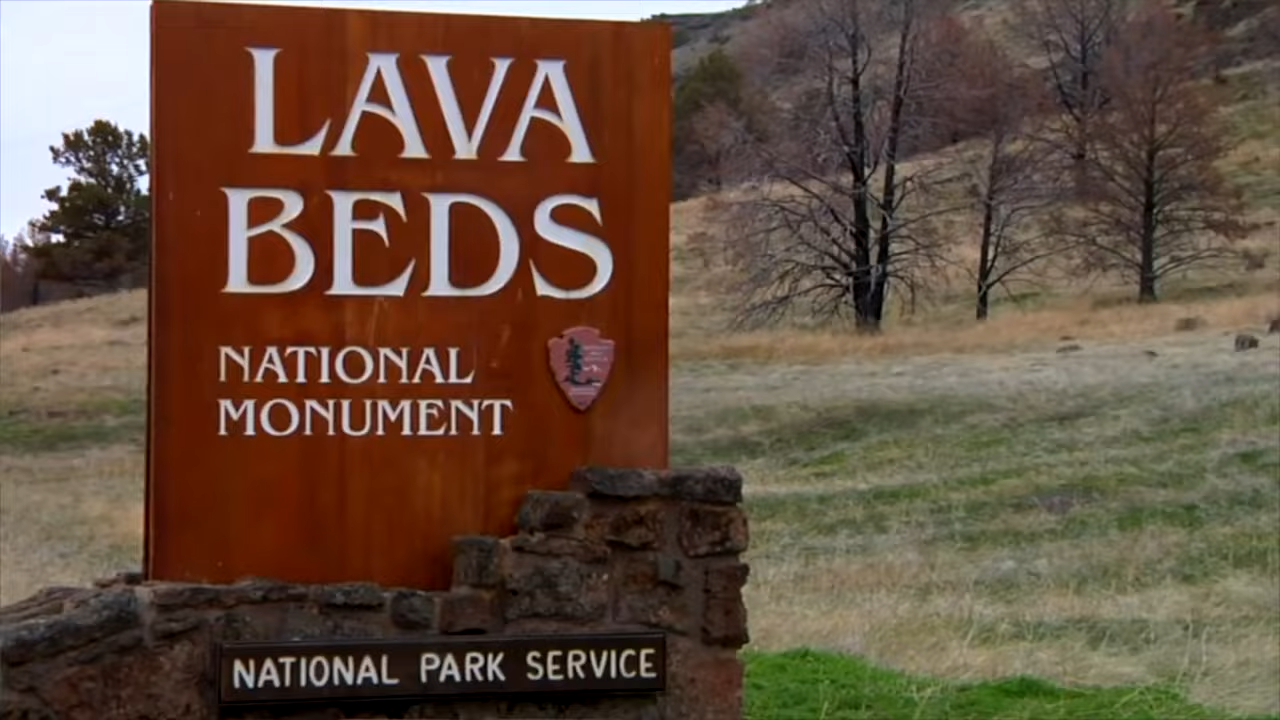 LAVA
BEDS
NATIONAL
MONUMENT
NATIONAL PARK SERVICE